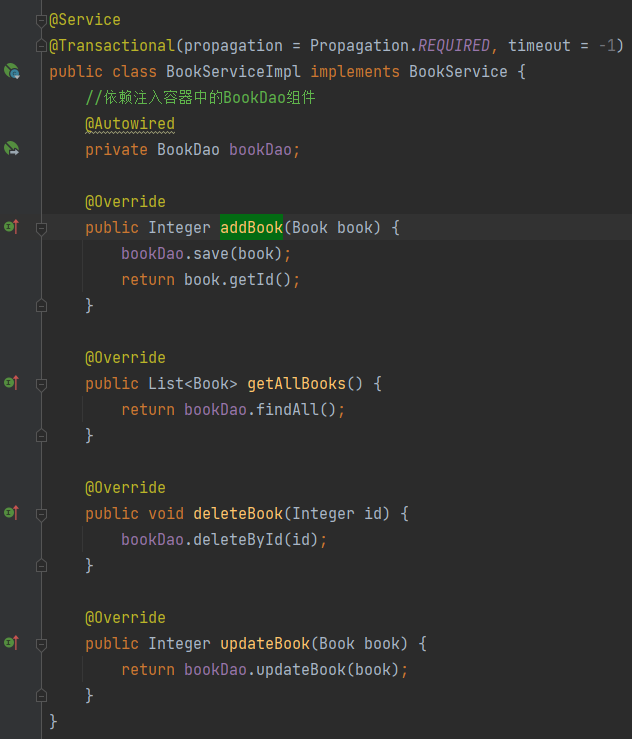 @Service
@Transactional(propagation = Propagation.REQUIRED, timeout = -1)
public class BookServiceImpl implements BookService {
    //依赖注入容器中的BookDao组件
    @Autowired
    private BookDao bookDao;

    @Override
    public Integer addBook(Book book) {
        bookDao.save(book);
        return book.getId();
    }

    @Override
    public List<Book> getAllBooks() {
        return bookDao.findAll();
    }

    @Override
    public void deleteBook(Integer id) {
        bookDao.deleteById(id);
    }

    @Override
    public Integer updateBook(Book book) {
        return bookDao.updateBook(book);
    }
}